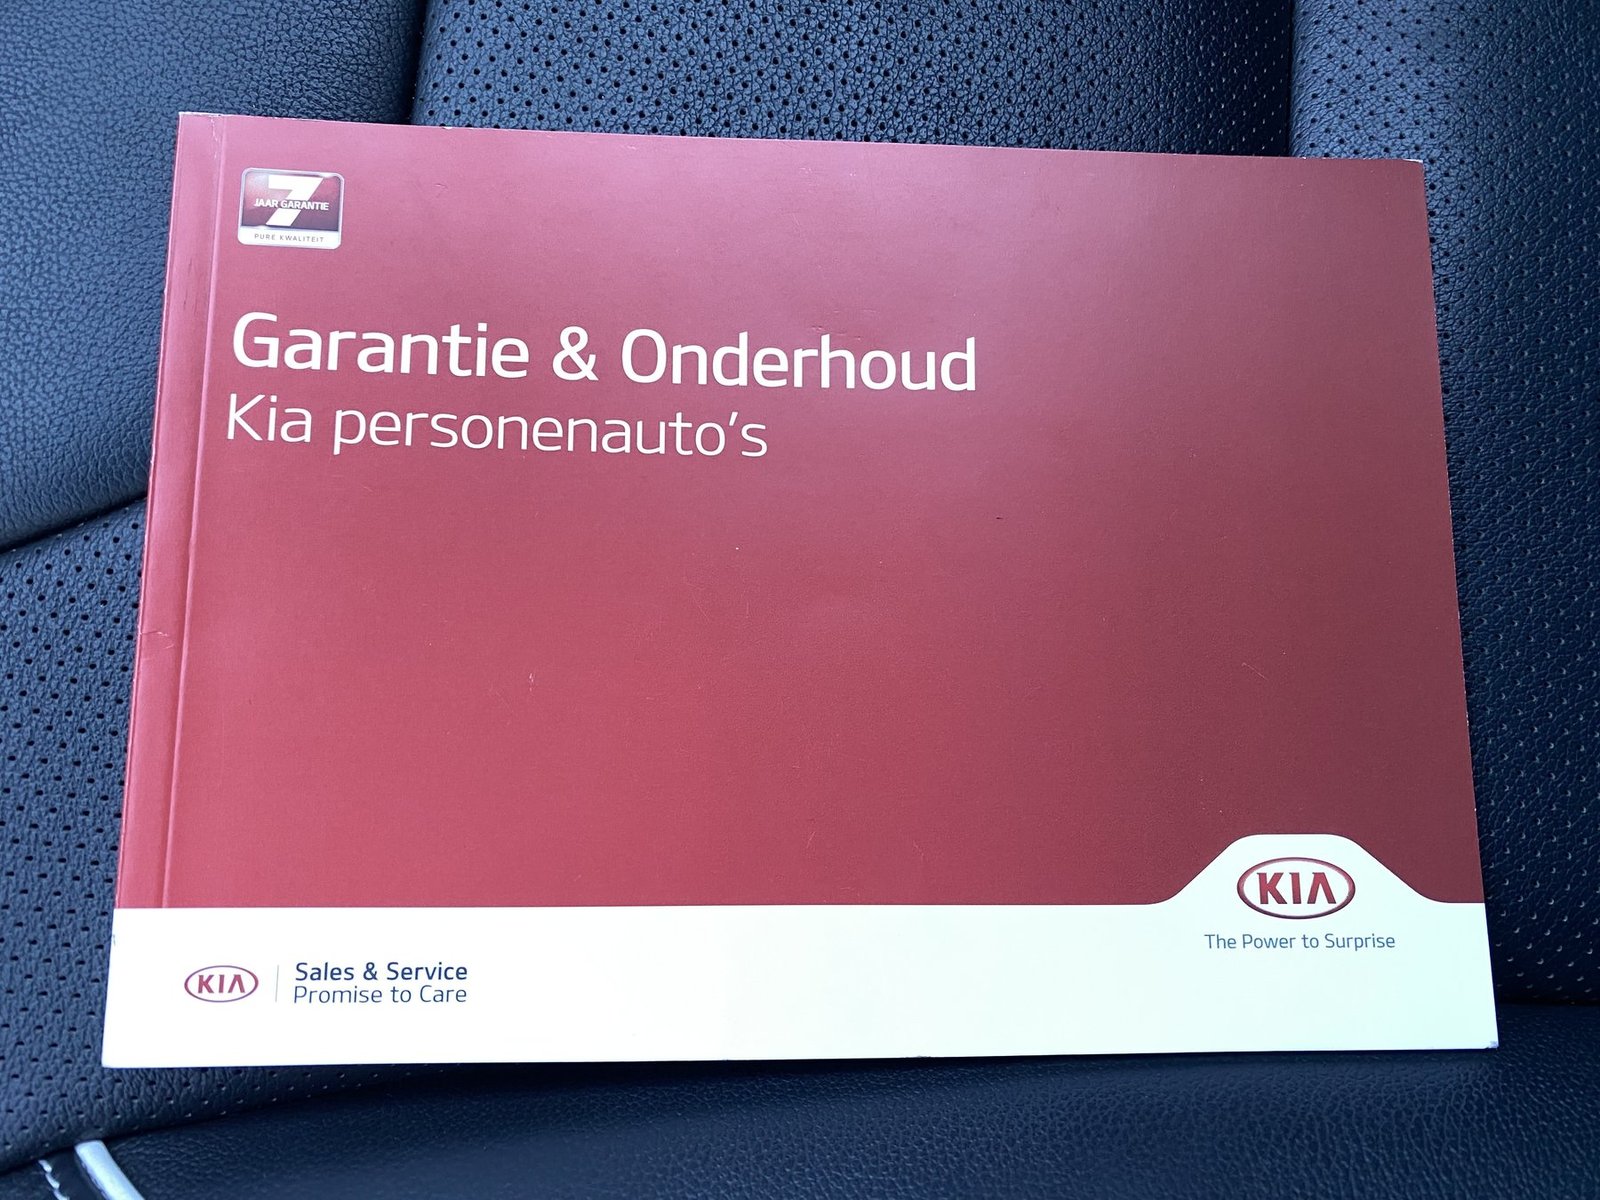 7
JAAR GARANTIE
PURE KWALITEIT
Garantie & Onderhoud
Kia personenauto's
KIA
The Power to Surprise
KIA
Sales & Service
Promise to Care